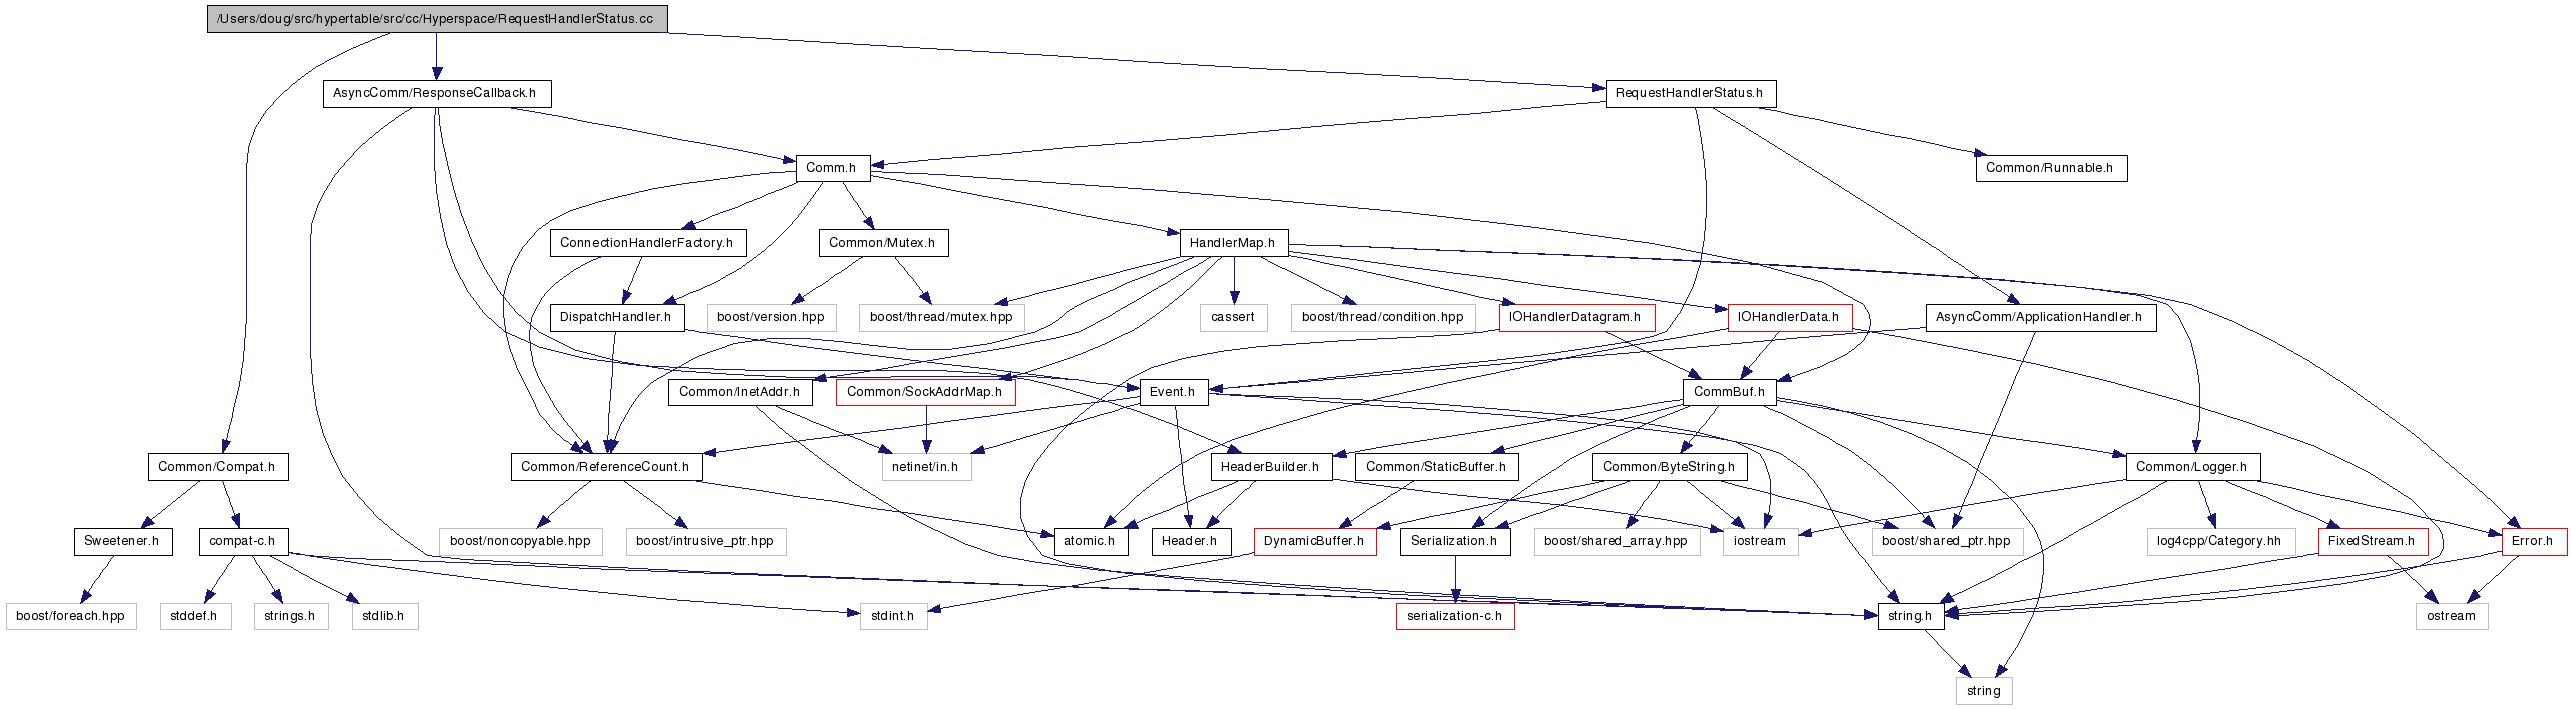 /Users/doug/src/hypertable/src/cc/Hyperspace/RequestHandlerStatus.cc
AsyncComm/ResponseCallback.h
RequestHandlerStatus.h
Comm.h
Common/Runnable.h
ConnectionHandlerFactory.h
Common/Mutex.h
HandlerMap.h
DispatchHandler.h
boost/version.hpp
boost/thread/mutex.hpp
cassert
boost/thread/condition.hpp
IOHandlerDatagram.h
IOHandlerData.h
AsyncComm/ApplicationHandler.h
Common/InetAddr.h
Common/SockAddrMap.h
Event.h
CommBuf.h
Common/Compat.h
Common/ReferenceCount.h
netinet/in.h
HeaderBuilder.h
Common/StaticBuffer.h
Common/ByteString.h
Common/Logger.h
Sweetener.h
compat-c.h
boost/noncopyable.hpp
boost/intrusive_ptr.hpp
atomic.h
Header.h
DynamicBuffer.h
Serialization.h
boost/shared_array.hpp
iostream
boost/shared_ptr.hpp
log4cpp/Category.hh
FixedStream.h
Error.h
boost/foreach.hpp
stddef.h
strings.h
stdlib.h
stdint.h
serialization-c.h
string.h
ostream
string